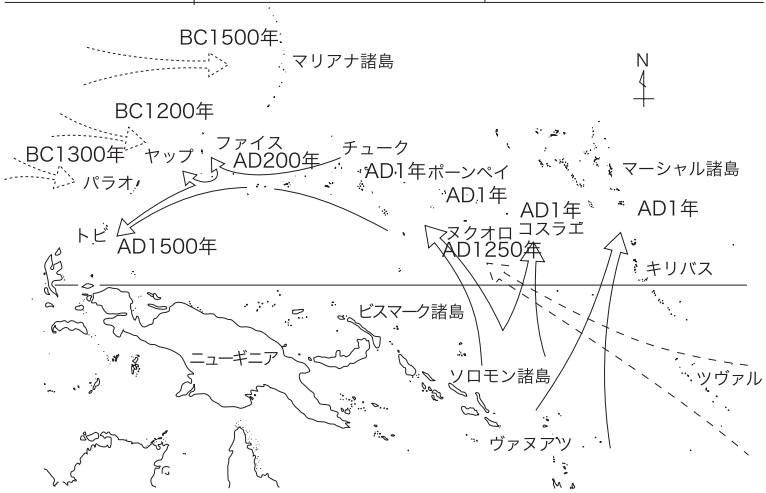 BC1500年
マリアナ諸島
N
BC1200年
ファイス
チューク
BC1300年
ヤップ
AD200年
AD1年
ポーンペイ
マーシャル諸島
パラオ
AD1年
AD1年
AD1年
トビ
AD1500年
ヌクオロ
コスラエ
AD1250年
キリバス
ビスマーク諸島
ニューギニア
ソロモン諸島
ツヴァル
ヴァヌアツ